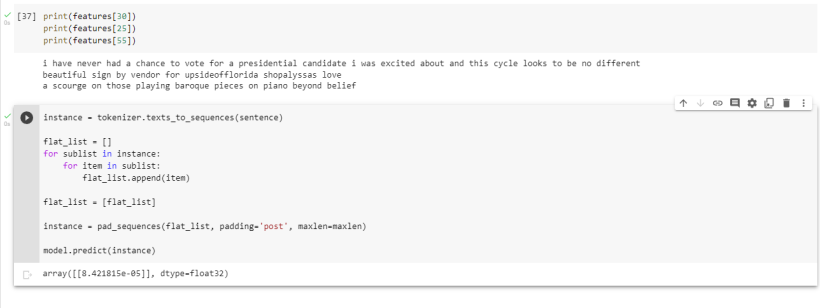 [37] print(features[30])
print(features[25])
print(features[55])
0s
i have never had a chance to vote for a presidential candidate i was excited about and this cycle looks to be no different
beautiful sign by vendor for upsideofflorida shopalyssas love
a scourge on those playing baroque pieces on piano beyond belief
0s
instance = tokenizer.texts_to_sequences(sentence)
flat_list = []
for sublist in instance:
    for item in sublist:
        flat_list.append(item)
flat_list = [flat_list]
instance = pad_sequences(flat_list, padding='post', maxlen=maxlen)
model.predict(instance)
array([[8.421815e-05]], dtype=float32)